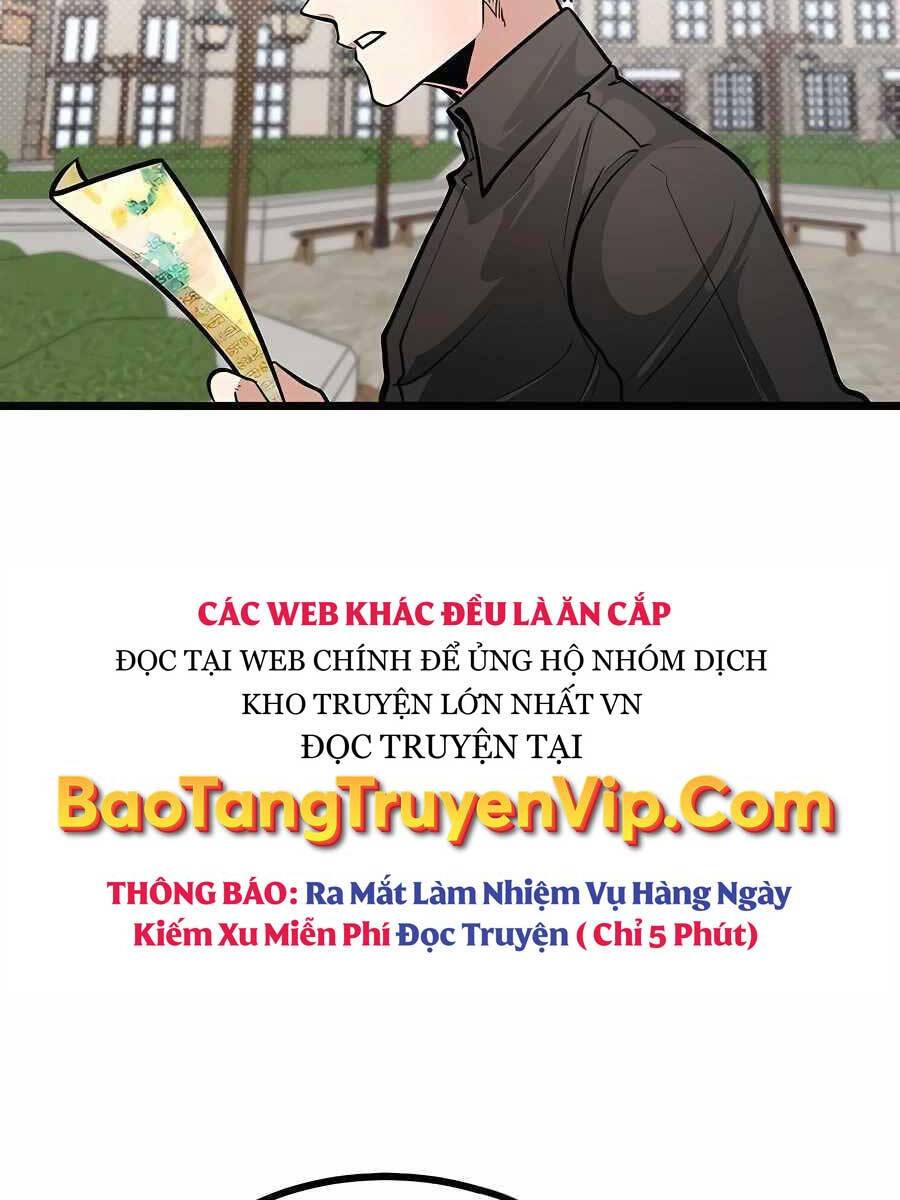 CÁC WEB KHÁC ĐỀU LÀ ĂN CẮP
ĐỌC TẠI WEB CHÍNH ĐỂ ỦNG HỘ NHÓM DỊCH
KHO TRUYỆN LỚN NHẤT VN
ĐỌC TRUYỆN TẠI
BaoTangTruyenVip.Com
THÔNG BÁO: Ra Mắt Làm Nhiệm Vụ Hàng Ngày
Kiếm Xu Miễn Phí Đọc Truyện ( Chỉ 5 Phút)